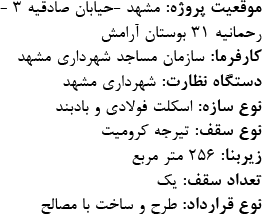 موقعیت پروژه: مشهد -خیابان صادقیه ۳ -
رحمانیه ۳۱ بوستان آرامش
کارفرما: سازمان مساجد شهرداری مشهد
دستگاه نظارت: شهرداری مشهد
نوع سازه: اسکلت فولادی و بادبند
نوع سقف: تیرچه کرومیت
زیربنا: ۲۵۶ متر مربع
تعداد سقف: یک
نوع قرارداد: طرح و ساخت با مصالح